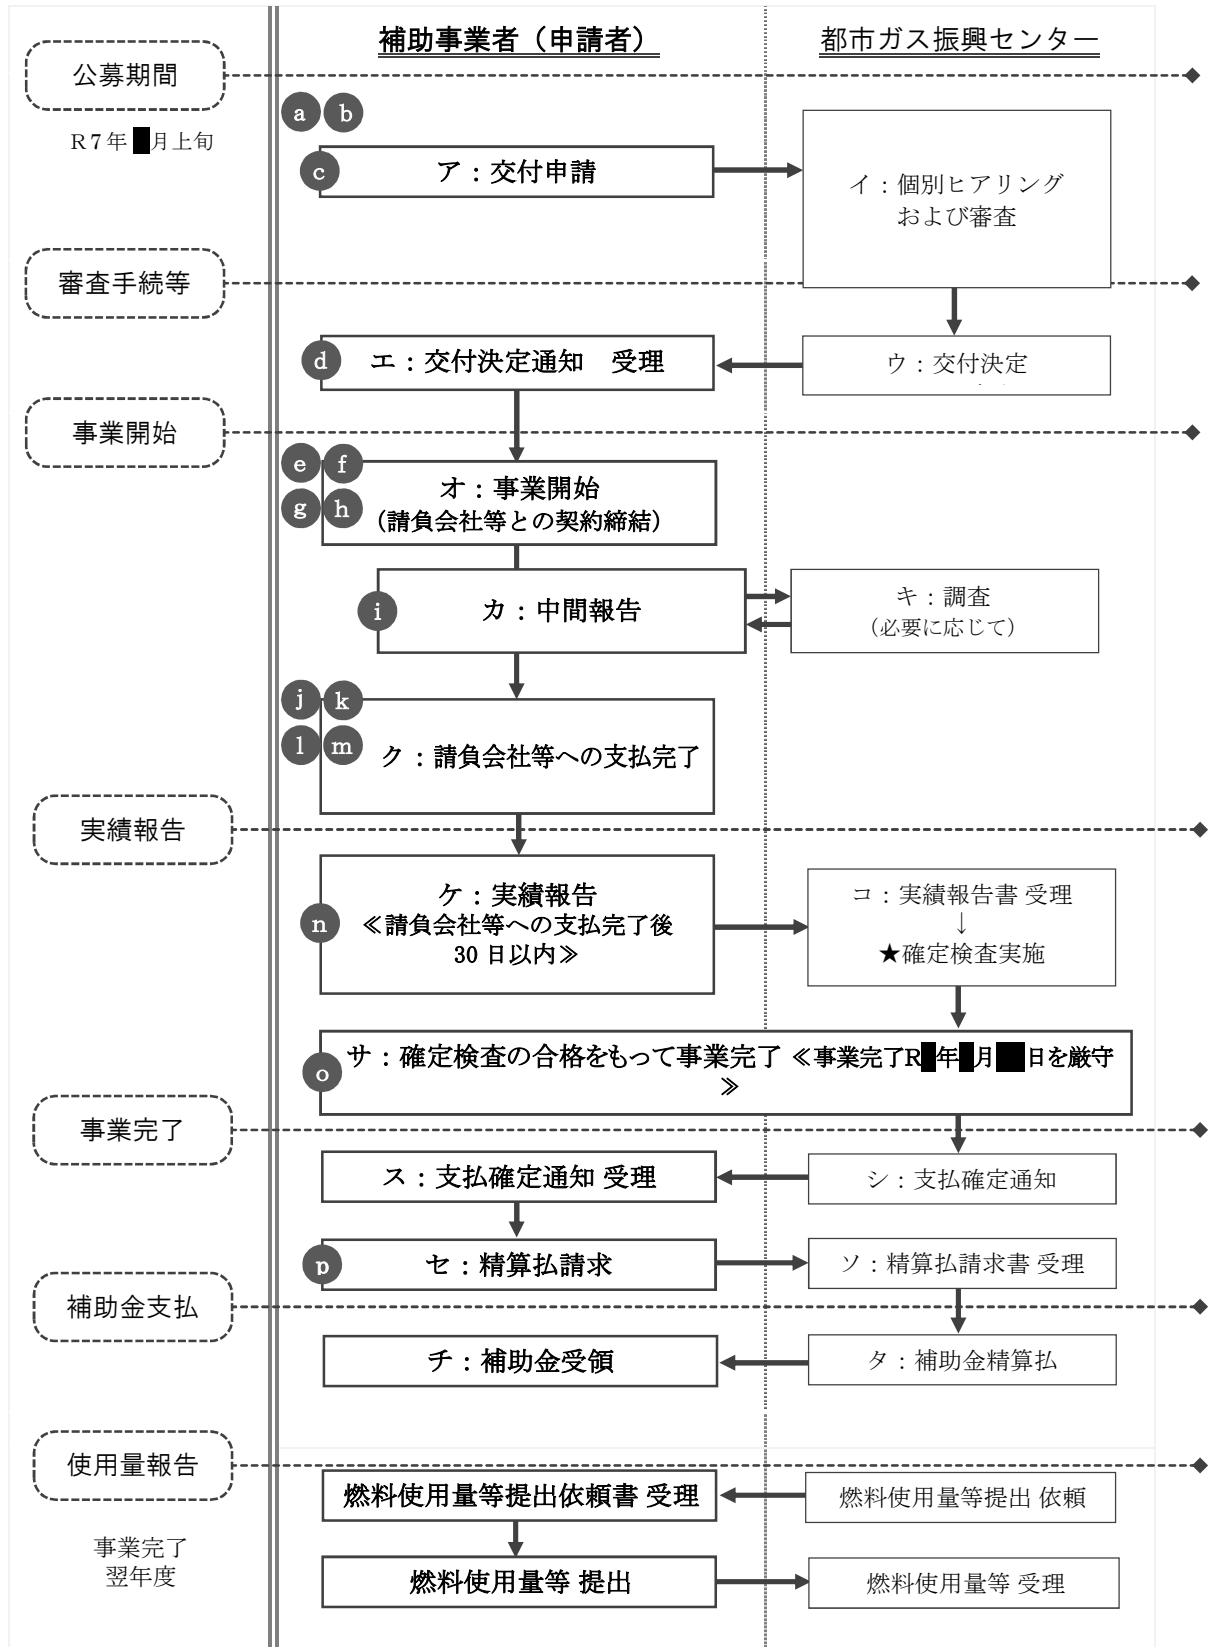 補助事業者（申請者）
都市ガス振興センター
公募期間
R7年 月上旬
a b
c
ア：交付申請
イ：個別ヒアリング
および審査
審査手続等
d
エ：交付決定通知　受理
ウ：交付決定
事業開始
e f
g h
オ：事業開始
（請負会社等との契約締結）
i
カ：中間報告
キ：調査
（必要に応じて）
j k
l m
ク：請負会社等への支払完了
実績報告
n
ケ：実績報告
≪請負会社等への支払完了後
30 日以内≫
コ：実績報告書 受理
↓
★確定検査実施
o
サ：確定検査の合格をもって事業完了 ≪事業完了R 年 月 日を厳守
≫
事業完了
ス：支払確定通知 受理
シ：支払確定通知
p
セ：精算払請求
ソ：精算払請求書 受理
補助金支払
チ：補助金受領
タ：補助金精算払
使用量報告
事業完了
翌年度
燃料使用量等提出依頼書 受理
燃料使用量等提出 依頼
燃料使用量等 提出
燃料使用量等 受理